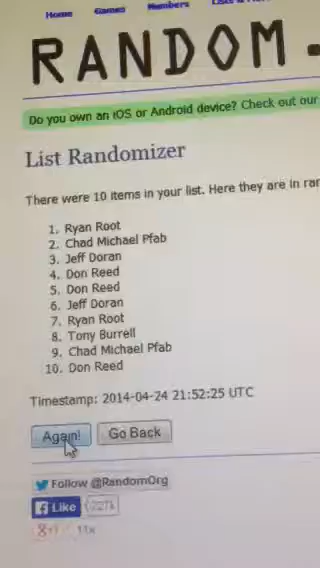 Home Games Members
RANDOM.
Do you own an iOS or Android device? Check out our
List Randomizer
There were 10 items in your list. Here they are in ran
1. Ryan Root
2. Chad Michael Pfab
3. Jeff Doran
4. Don Reed
5. Don Reed
6. Jeff Doran
7. Ryan Root
8. Tony Burrell
9. Chad Michael Pfab
10. Don Reed
Timestamp: 2014-04-24 21:52:25 UTC
Again! Go Back
Follow @RandomOrg
Like
11k